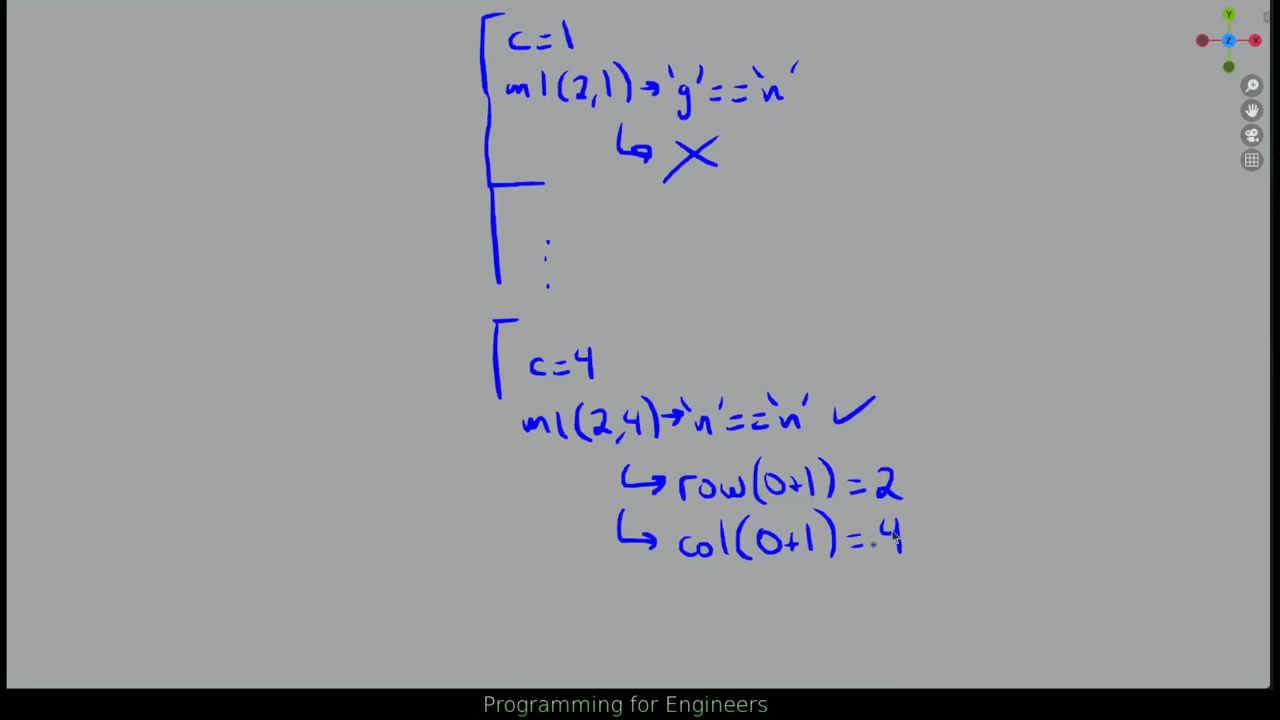 c=1
m1(2,1)→'g'=='n'
↳ X
⋮
c=4
m1(2,4)→'n'=='n' ✓
↳ row(0+1)=2
↳ col(0+1)=4
Programming for Engineers
Y
X
Z